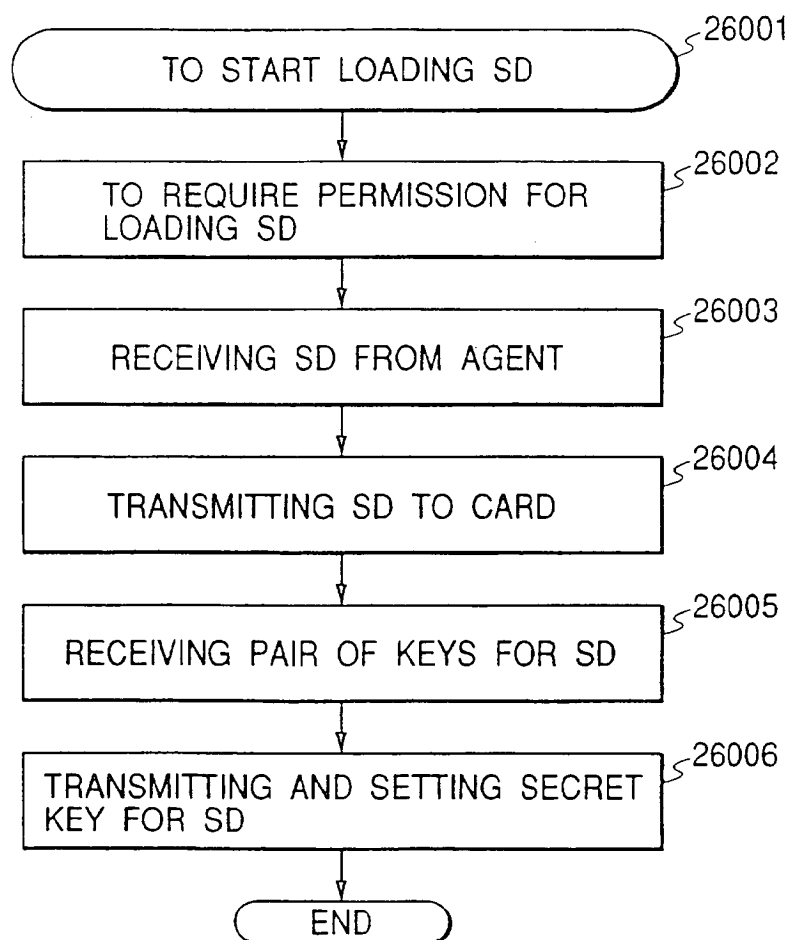 26001
TO START LOADING SD
26002
TO REQUIRE PERMISSION FOR
LOADING SD
26003
RECEIVING SD FROM AGENT
26004
TRANSMITTING SD TO CARD
26005
RECEIVING PAIR OF KEYS FOR SD
26006
TRANSMITTING AND SETTING SECRET
KEY FOR SD
END